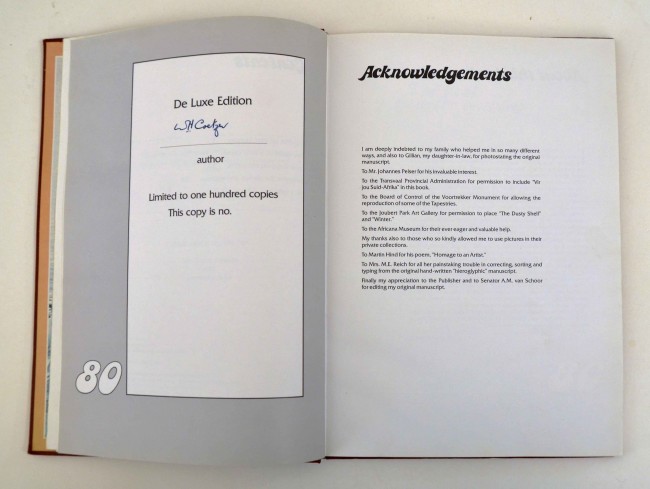 De Luxe Edition
WHCoetzer
author
Limited to one hundred copies
This copy is no.
80
Acknowledgements
I am deeply indebted to my family who helped me in so many different
ways, and also to Gillian, my daughter-in-law, for photostating the original
manuscript.
To Mr. Johannes Pelser for his invaluable interest.
To the Transvaal Provincial Administration for permission to include "Vir
jou Suid-Afrika" in this book.
To the Board of Control of the Voortrekker Monument for allowing the
reproduction of some of the Tapestries.
To the Joubert Park Art Gallery for permission to place "The Dusty Shelf"
and "Winter."
To the Africana Museum for their ever eager and valuable help.
My thanks also to those who so kindly allowed me to use pictures in their
private collections.
To Martin Hind for his poem, "Homage to an Artist."
To Mrs. M.E. Reich for all her painstaking trouble in correcting, sorting and
typing from the original hand-written "hieroglyphic" manuscript.
Finally my appreciation to the Publisher and to Senator A.M. van Schoor
for editing my original manuscript.